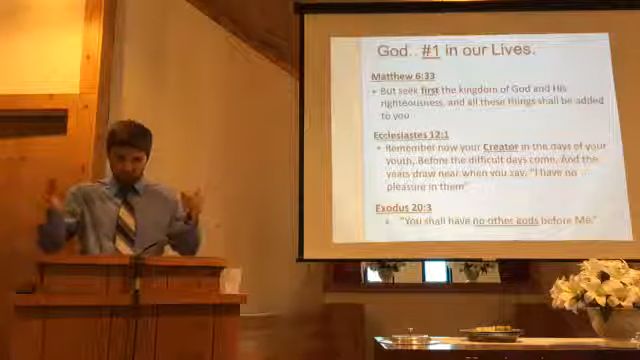 God.. #1 in our Lives.
Matthew 6:33
• But seek first the kingdom of God and His
righteousness, and all these things shall be added
to you
Ecclesiastes 12:1
• Remember now your Creator in the days of your
youth, Before the difficult days come, And the
years draw near when you say, "I have no
pleasure in them"
Exodus 20:3
• "You shall have no other gods before Me."